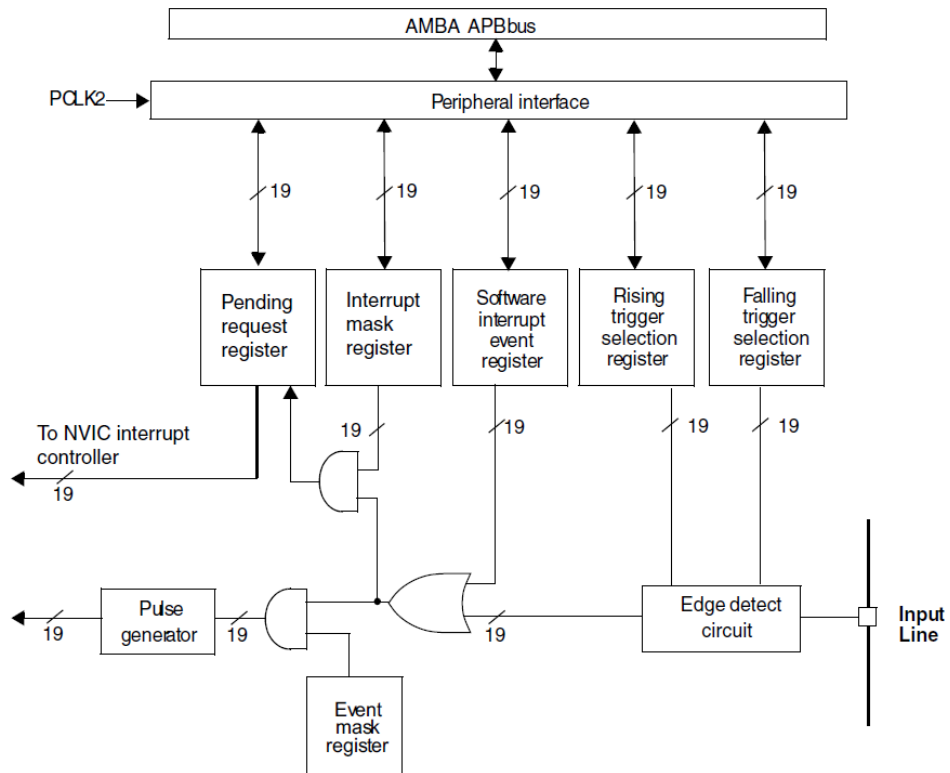 AMBA APB bus
PCLK2
Peripheral interface
19
19
19
19
19
Pending
request
register
Interrupt
mask
register
Software
interrupt
event
register
Rising
trigger
selection
register
Falling
trigger
selection
register
To NVIC interrupt
controller
19
19
19
19
19
Pulse
generator
19
19
19
Edge detect
circuit
Input
Line
Event
mask
register